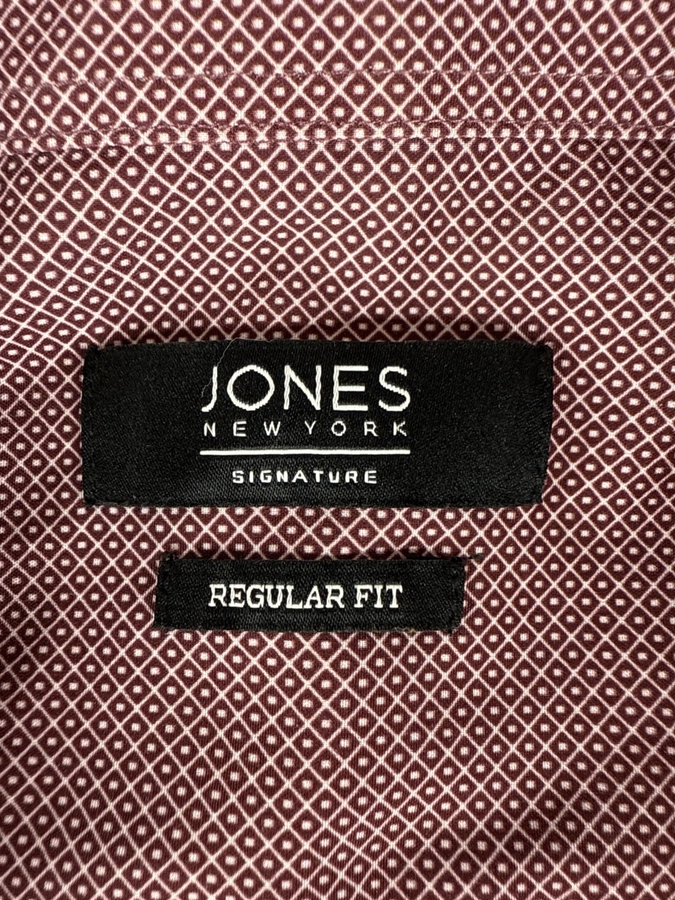 JONES
NEW YORK
SIGNATURE
REGULAR FIT